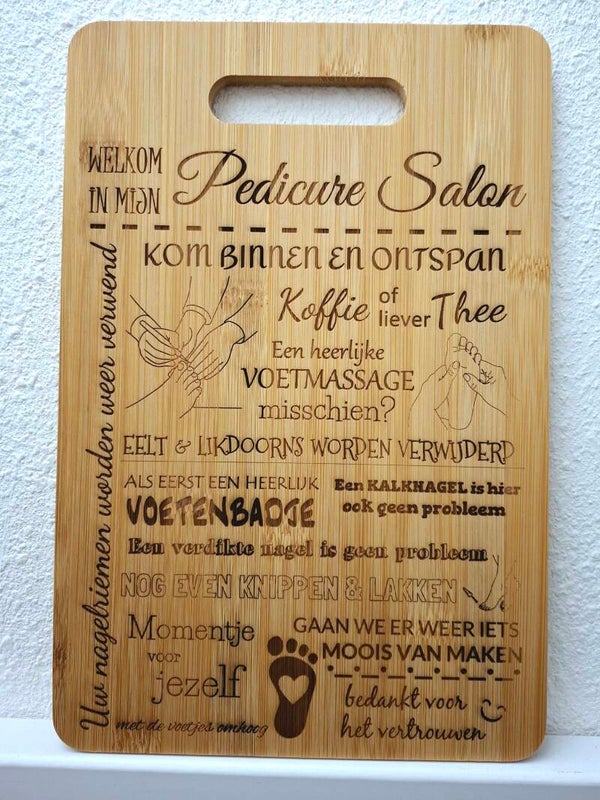 WELKOM
IN MIJN
Pedicure Salon
KOM BINNEN EN ONTSPAN
Koffie of liever Thee
Een heerlijke
VOETMASSAGE
misschien?
EELT & LIKDOORNS WORDEN VERWIJDERD
ALS EERST EEN HEERLIJK
VOETENBADJE
Een KALKNAGEL is hier
ook geen probleem
Een verdikte nagel is geen probleem
NOG EVEN KNIPPEN & LAKKEN
Momentje
voor
jezelf
met de voetjes omhoog
GAAN WE ER WEER IETS
MOOIS VAN MAKEN
bedankt voor
het vertrouwen
Uw nagelriemen worden weer verwend